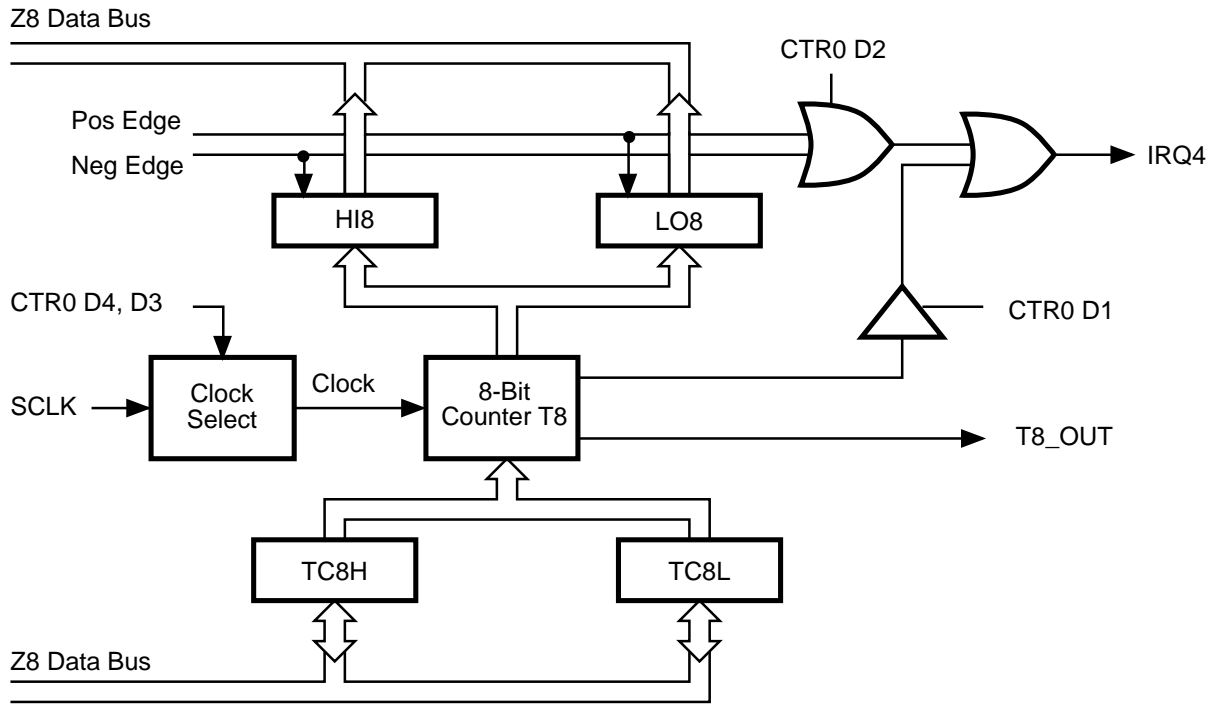 Z8 Data Bus
CTR0 D2
Pos Edge
Neg Edge
IRQ4
HI8
LO8
CTR0 D4, D3
CTR0 D1
Clock
Select
SCLK
Clock
8-Bit
Counter T8
T8_OUT
TC8H
TC8L
Z8 Data Bus